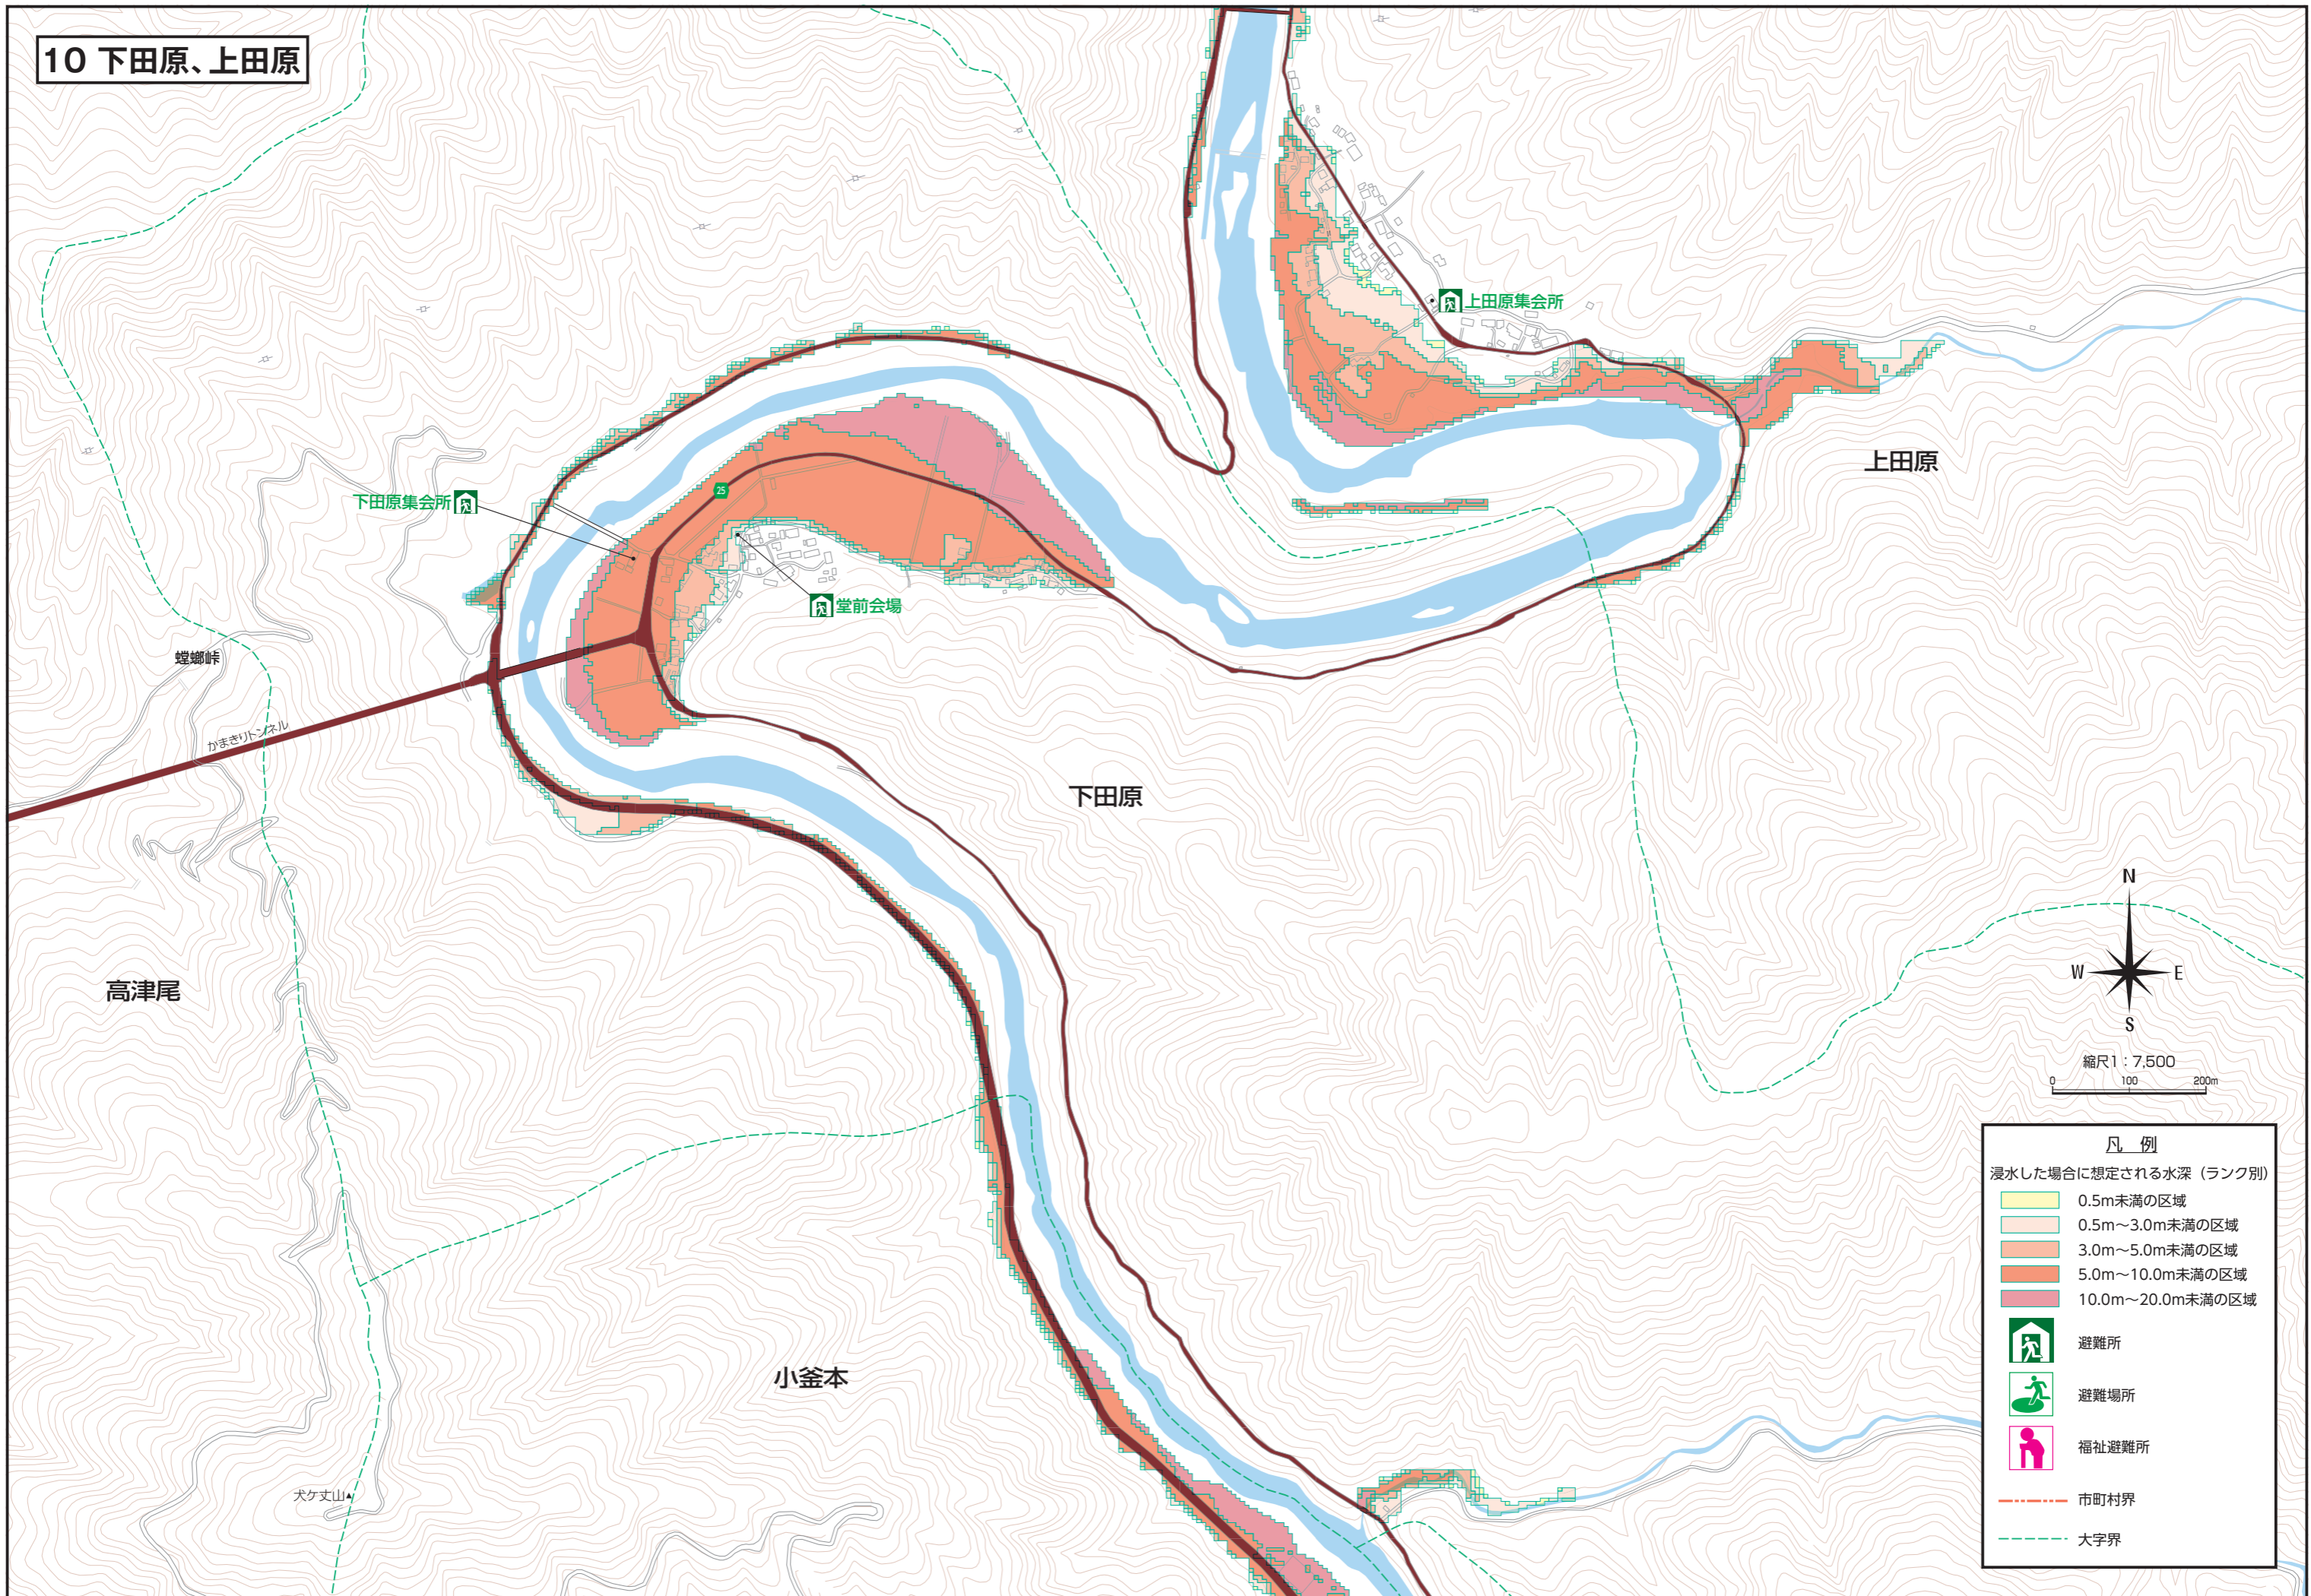 10 下田原、上田原
上田原集会所
上田原
下田原集会所
25
堂前会場
螳螂峠
かまきりトンネル
下田原
高津尾
小釜本
犬ケ丈山▲
N
W
E
S
縮尺1：7,500
0 100 200m
凡 例
浸水した場合に想定される水深（ランク別）
0.5m未満の区域
0.5m～3.0m未満の区域
3.0m～5.0m未満の区域
5.0m～10.0m未満の区域
10.0m～20.0m未満の区域
避難所
避難場所
福祉避難所
市町村界
大字界